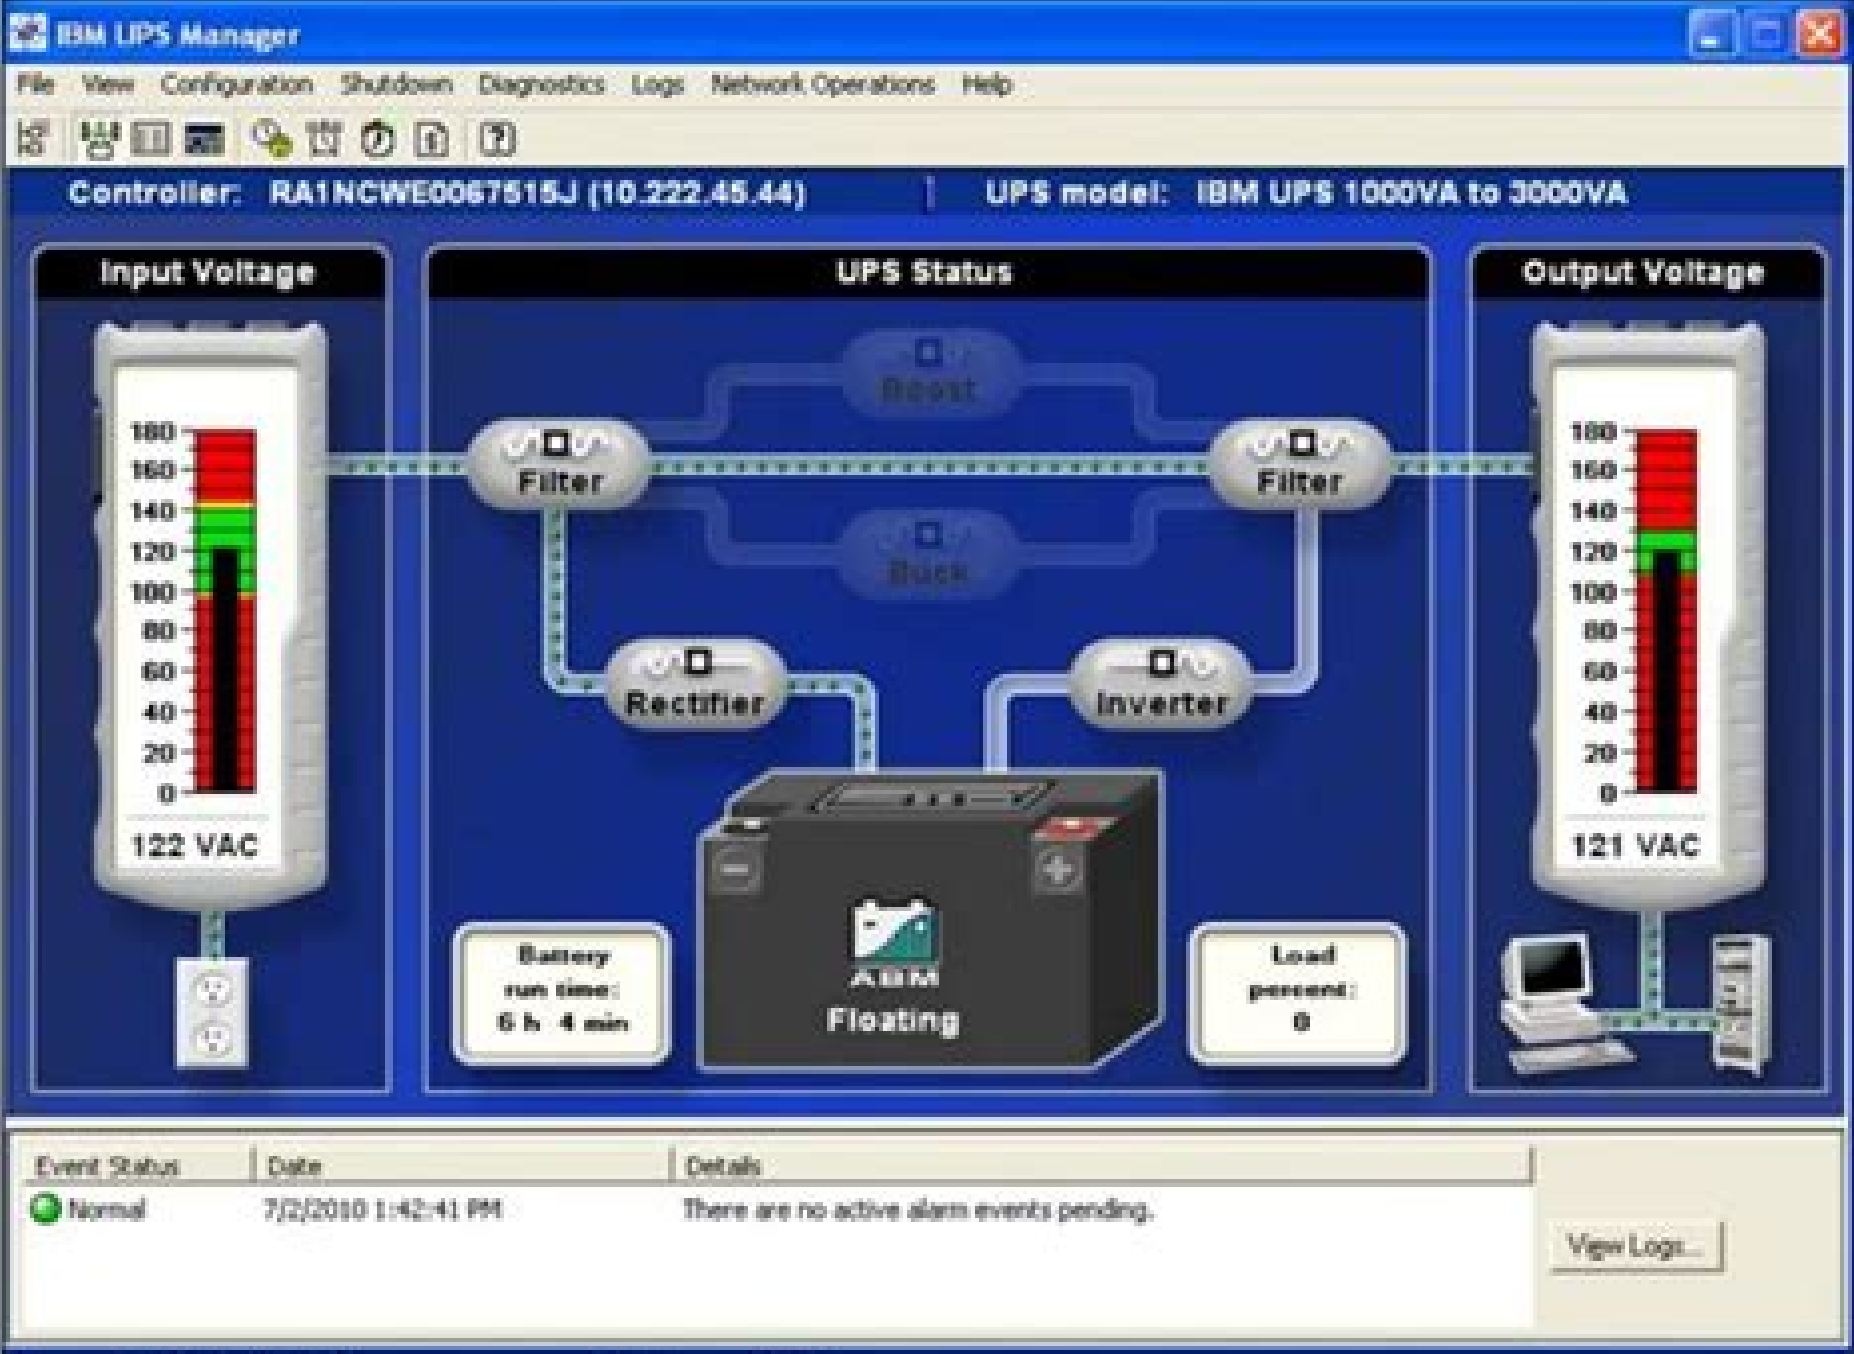 IBM UPS Manager
File View Configuration Shutdown Diagnostics Logs Network Operations Help
Controller: RA1NCWE0067515J (10.222.45.44) | UPS model: IBM UPS 1000VA to 3000VA
Input Voltage
180
160
140
120
100
80
60
40
20
0
122 VAC
UPS Status
Boost
Filter
Filter
Buck
Rectifier
Inverter
ABM
Floating
Battery
run time:
6 h 4 min
Load
percent:
0
Output Voltage
180
160
140
120
100
80
60
40
20
0
121 VAC
Event Status Date Details
Normal 7/2/2010 1:42:41 PM There are no active alarm events pending.
View Logs...